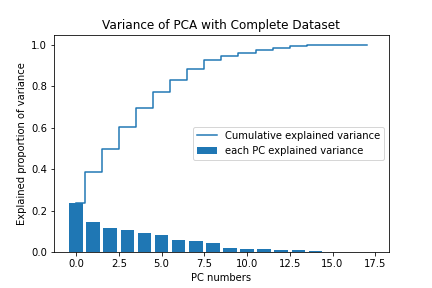 Variance of PCA with Complete Dataset
Explained proportion of variance
1.0
0.8
0.6
0.4
0.2
0.0
Cumulative explained variance
each PC explained variance
0.0 2.5 5.0 7.5 10.0 12.5 15.0 17.5
PC numbers